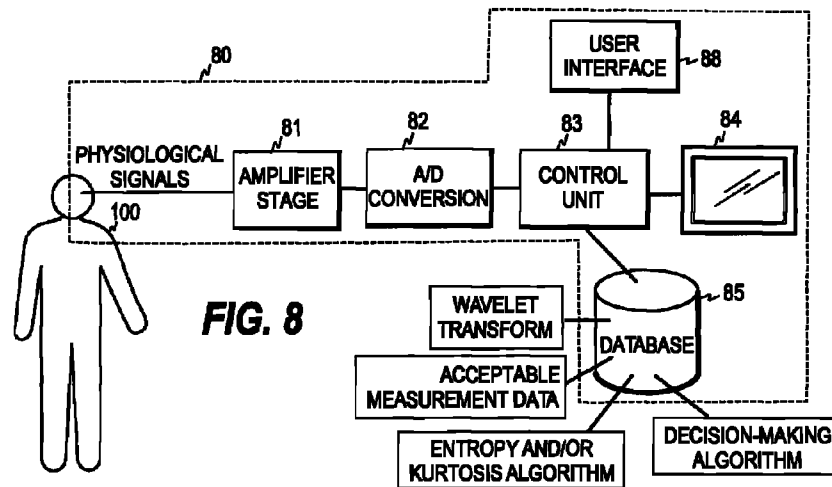 80
USER
INTERFACE
88
81
82
83
84
PHYSIOLOGICAL
SIGNALS
AMPLIFIER
STAGE
A/D
CONVERSION
CONTROL
UNIT
100
FIG. 8
85
WAVELET
TRANSFORM
DATABASE
ACCEPTABLE
MEASUREMENT DATA
ENTROPY AND/OR
KURTOSIS ALGORITHM
DECISION-MAKING
ALGORITHM